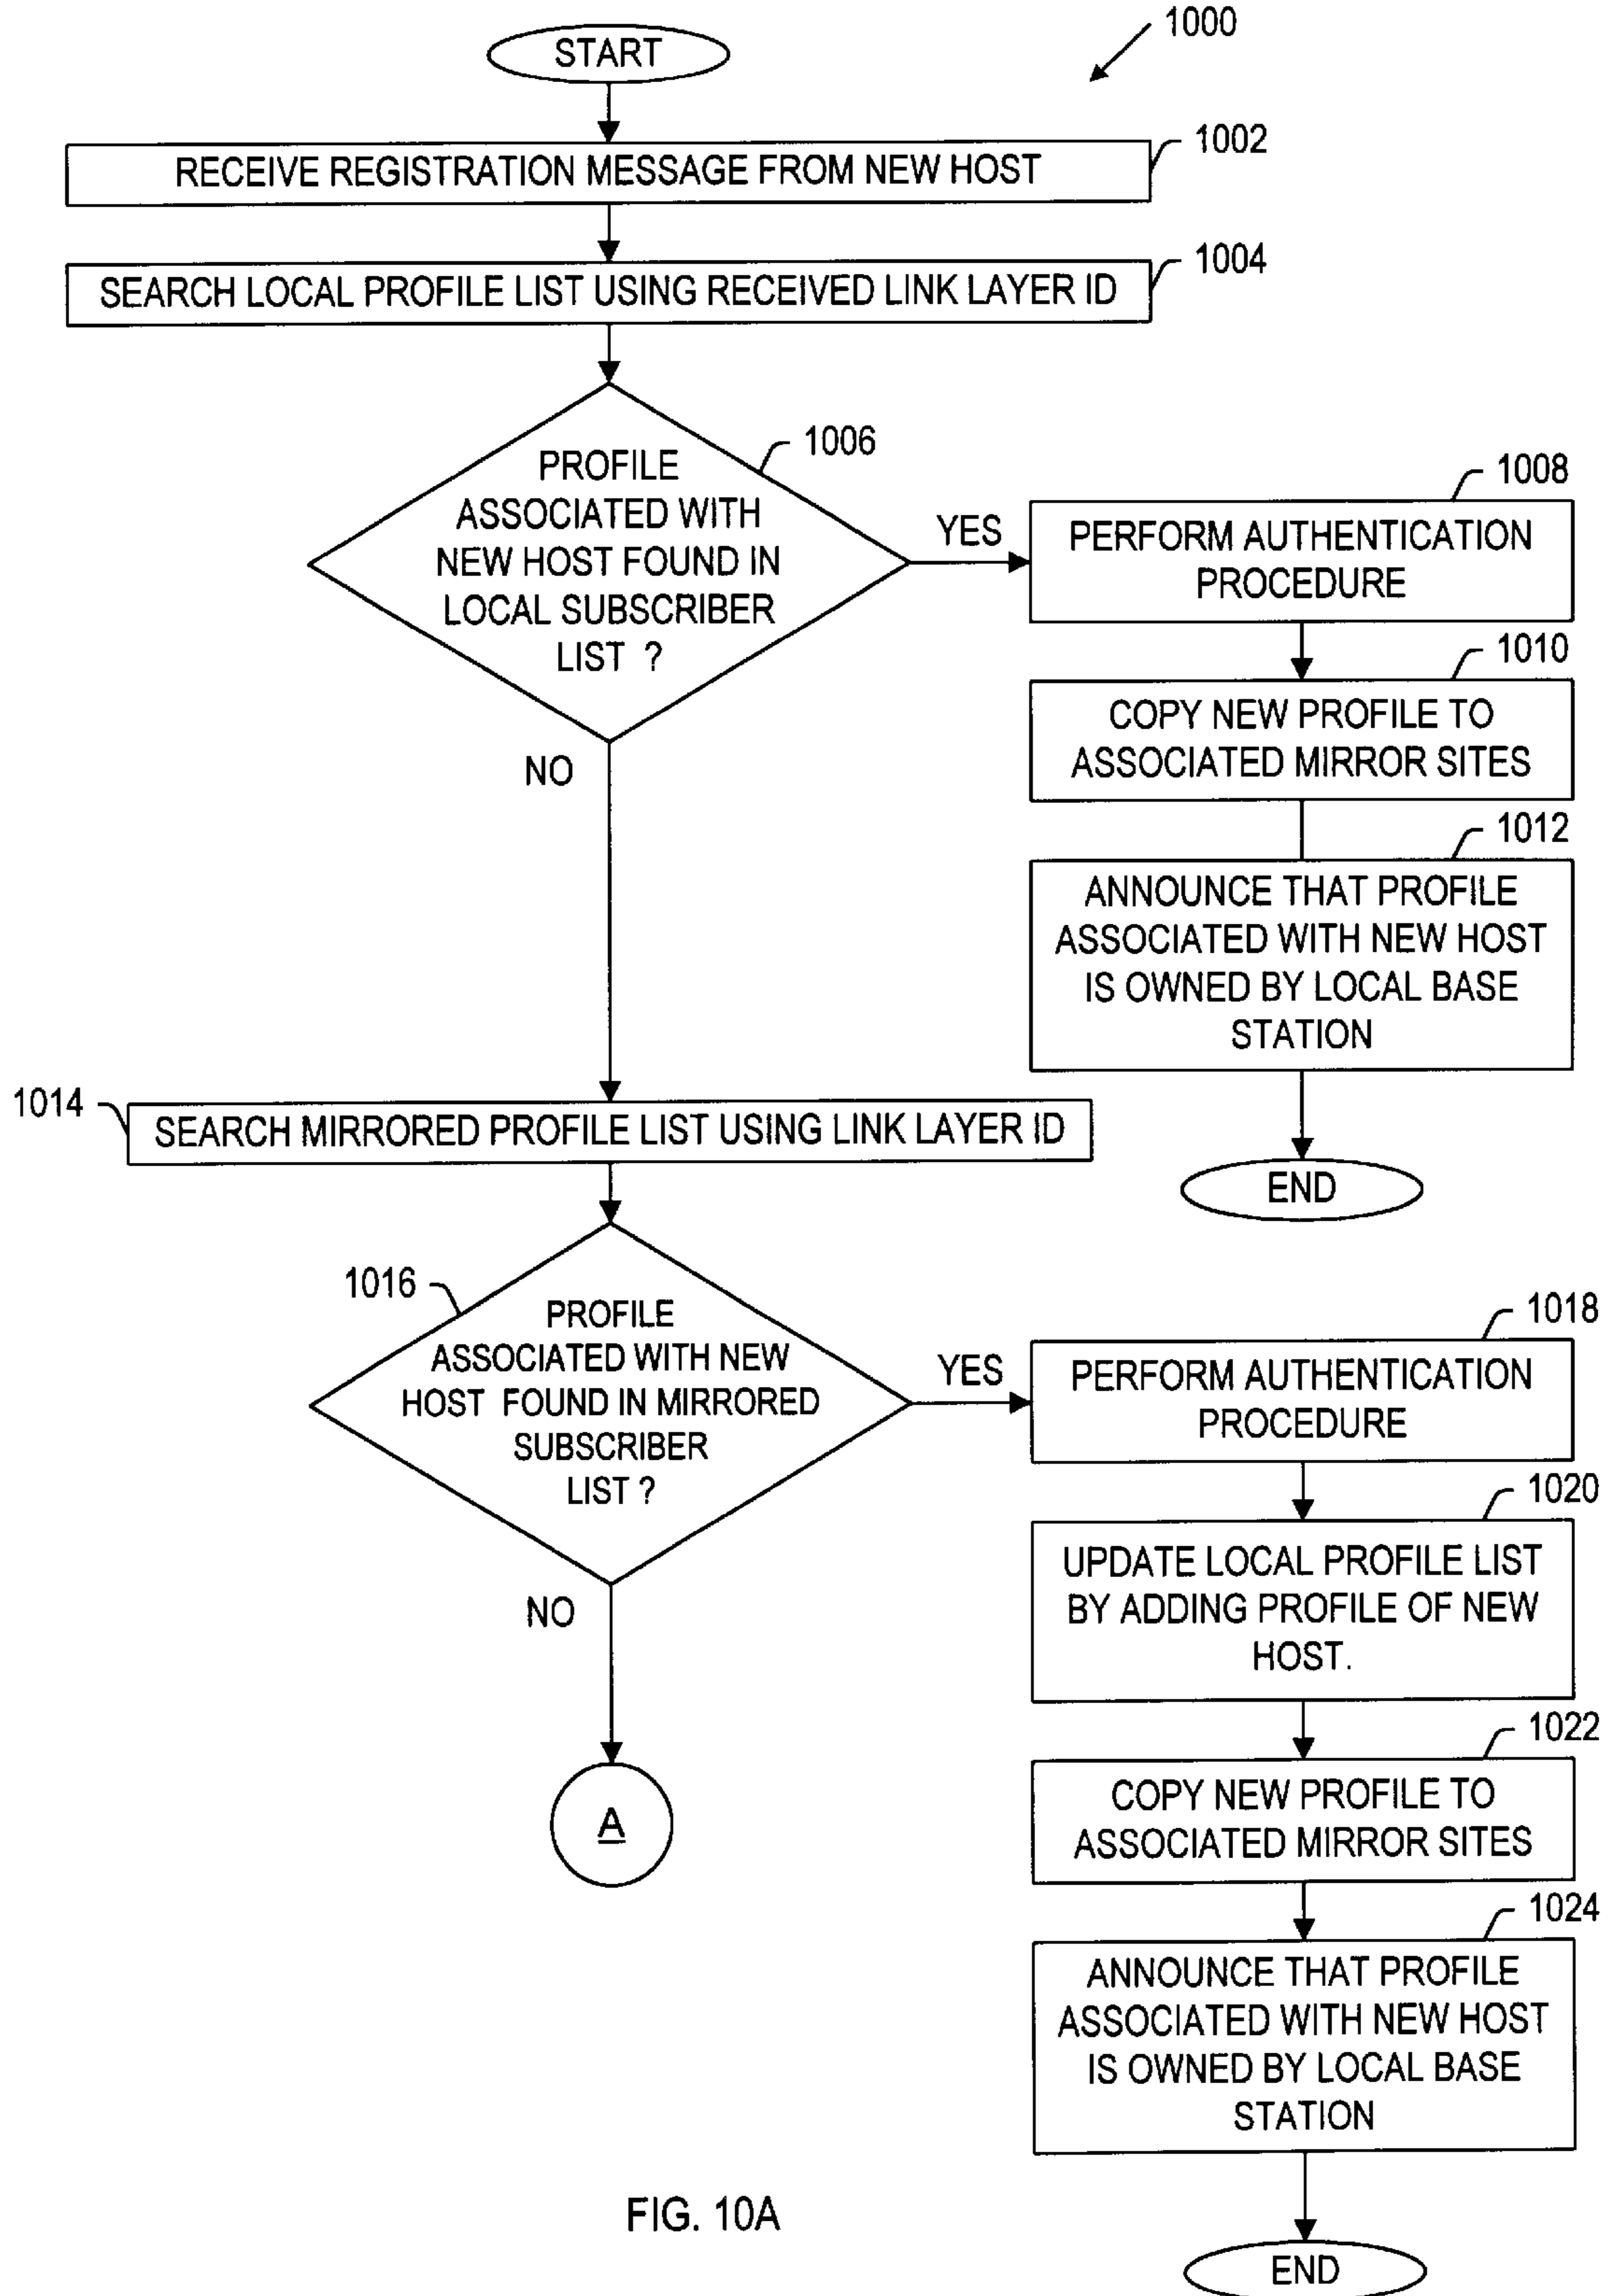 1000
START
1002
RECEIVE REGISTRATION MESSAGE FROM NEW HOST
1004
SEARCH LOCAL PROFILE LIST USING RECEIVED LINK LAYER ID
1006
PROFILE
ASSOCIATED WITH
NEW HOST FOUND IN
LOCAL SUBSCRIBER
LIST ?
YES
NO
1008
PERFORM AUTHENTICATION
PROCEDURE
1010
COPY NEW PROFILE TO
ASSOCIATED MIRROR SITES
1012
ANNOUNCE THAT PROFILE
ASSOCIATED WITH NEW HOST
IS OWNED BY LOCAL BASE
STATION
END
1014
SEARCH MIRRORED PROFILE LIST USING LINK LAYER ID
1016
PROFILE
ASSOCIATED WITH NEW
HOST FOUND IN MIRRORED
SUBSCRIBER
LIST ?
YES
NO
A
1018
PERFORM AUTHENTICATION
PROCEDURE
1020
UPDATE LOCAL PROFILE LIST
BY ADDING PROFILE OF NEW
HOST.
1022
COPY NEW PROFILE TO
ASSOCIATED MIRROR SITES
1024
ANNOUNCE THAT PROFILE
ASSOCIATED WITH NEW HOST
IS OWNED BY LOCAL BASE
STATION
END
FIG. 10A